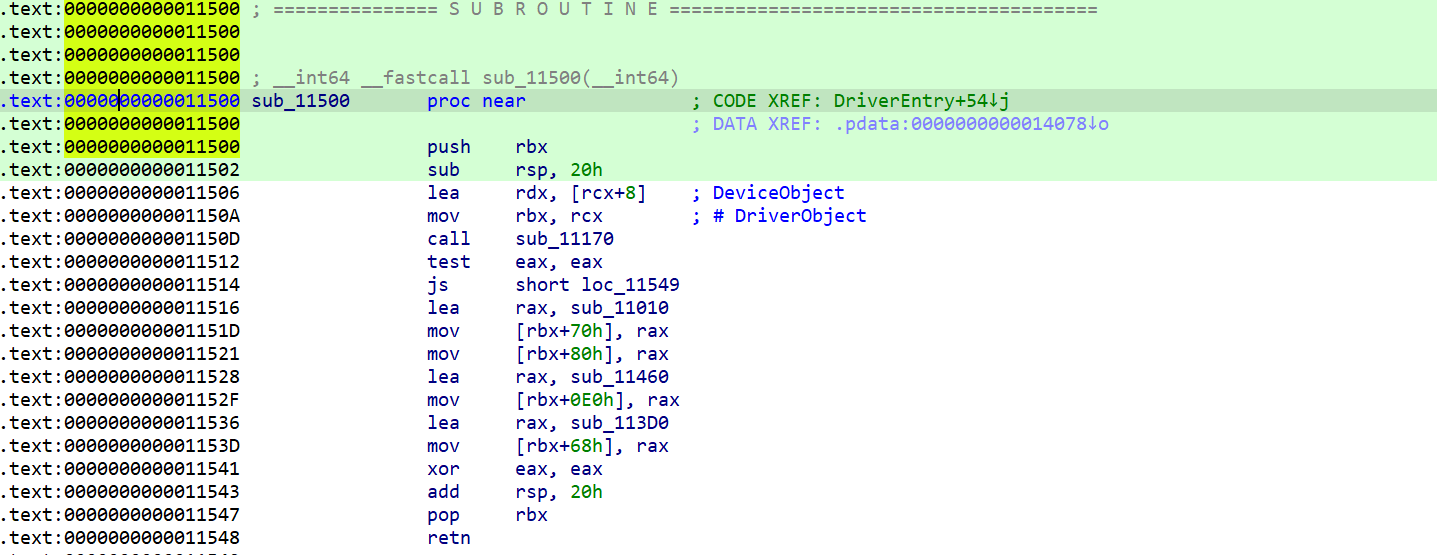 .text:0000000000011500 ; =============== S U B R O U T I N E =======================================
.text:0000000000011500
.text:0000000000011500
.text:0000000000011500 ; __int64 __fastcall sub_11500(__int64)
.text:0000000000011500 sub_11500 proc near ; CODE XREF: DriverEntry+54↓j
.text:0000000000011500 ; DATA XREF: .pdata:0000000000014078↓o
.text:0000000000011500 push rbx
.text:0000000000011502 sub rsp, 20h
.text:0000000000011506 lea rdx, [rcx+8] ; DeviceObject
.text:000000000001150A mov rbx, rcx ; # DriverObject
.text:000000000001150D call sub_11170
.text:0000000000011512 test eax, eax
.text:0000000000011514 js short loc_11549
.text:0000000000011516 lea rax, sub_11010
.text:000000000001151D mov [rbx+70h], rax
.text:0000000000011521 mov [rbx+80h], rax
.text:0000000000011528 lea rax, sub_11460
.text:000000000001152F mov [rbx+0E0h], rax
.text:0000000000011536 lea rax, sub_113D0
.text:000000000001153D mov [rbx+68h], rax
.text:0000000000011541 xor eax, eax
.text:0000000000011543 add rsp, 20h
.text:0000000000011547 pop rbx
.text:0000000000011548 retn